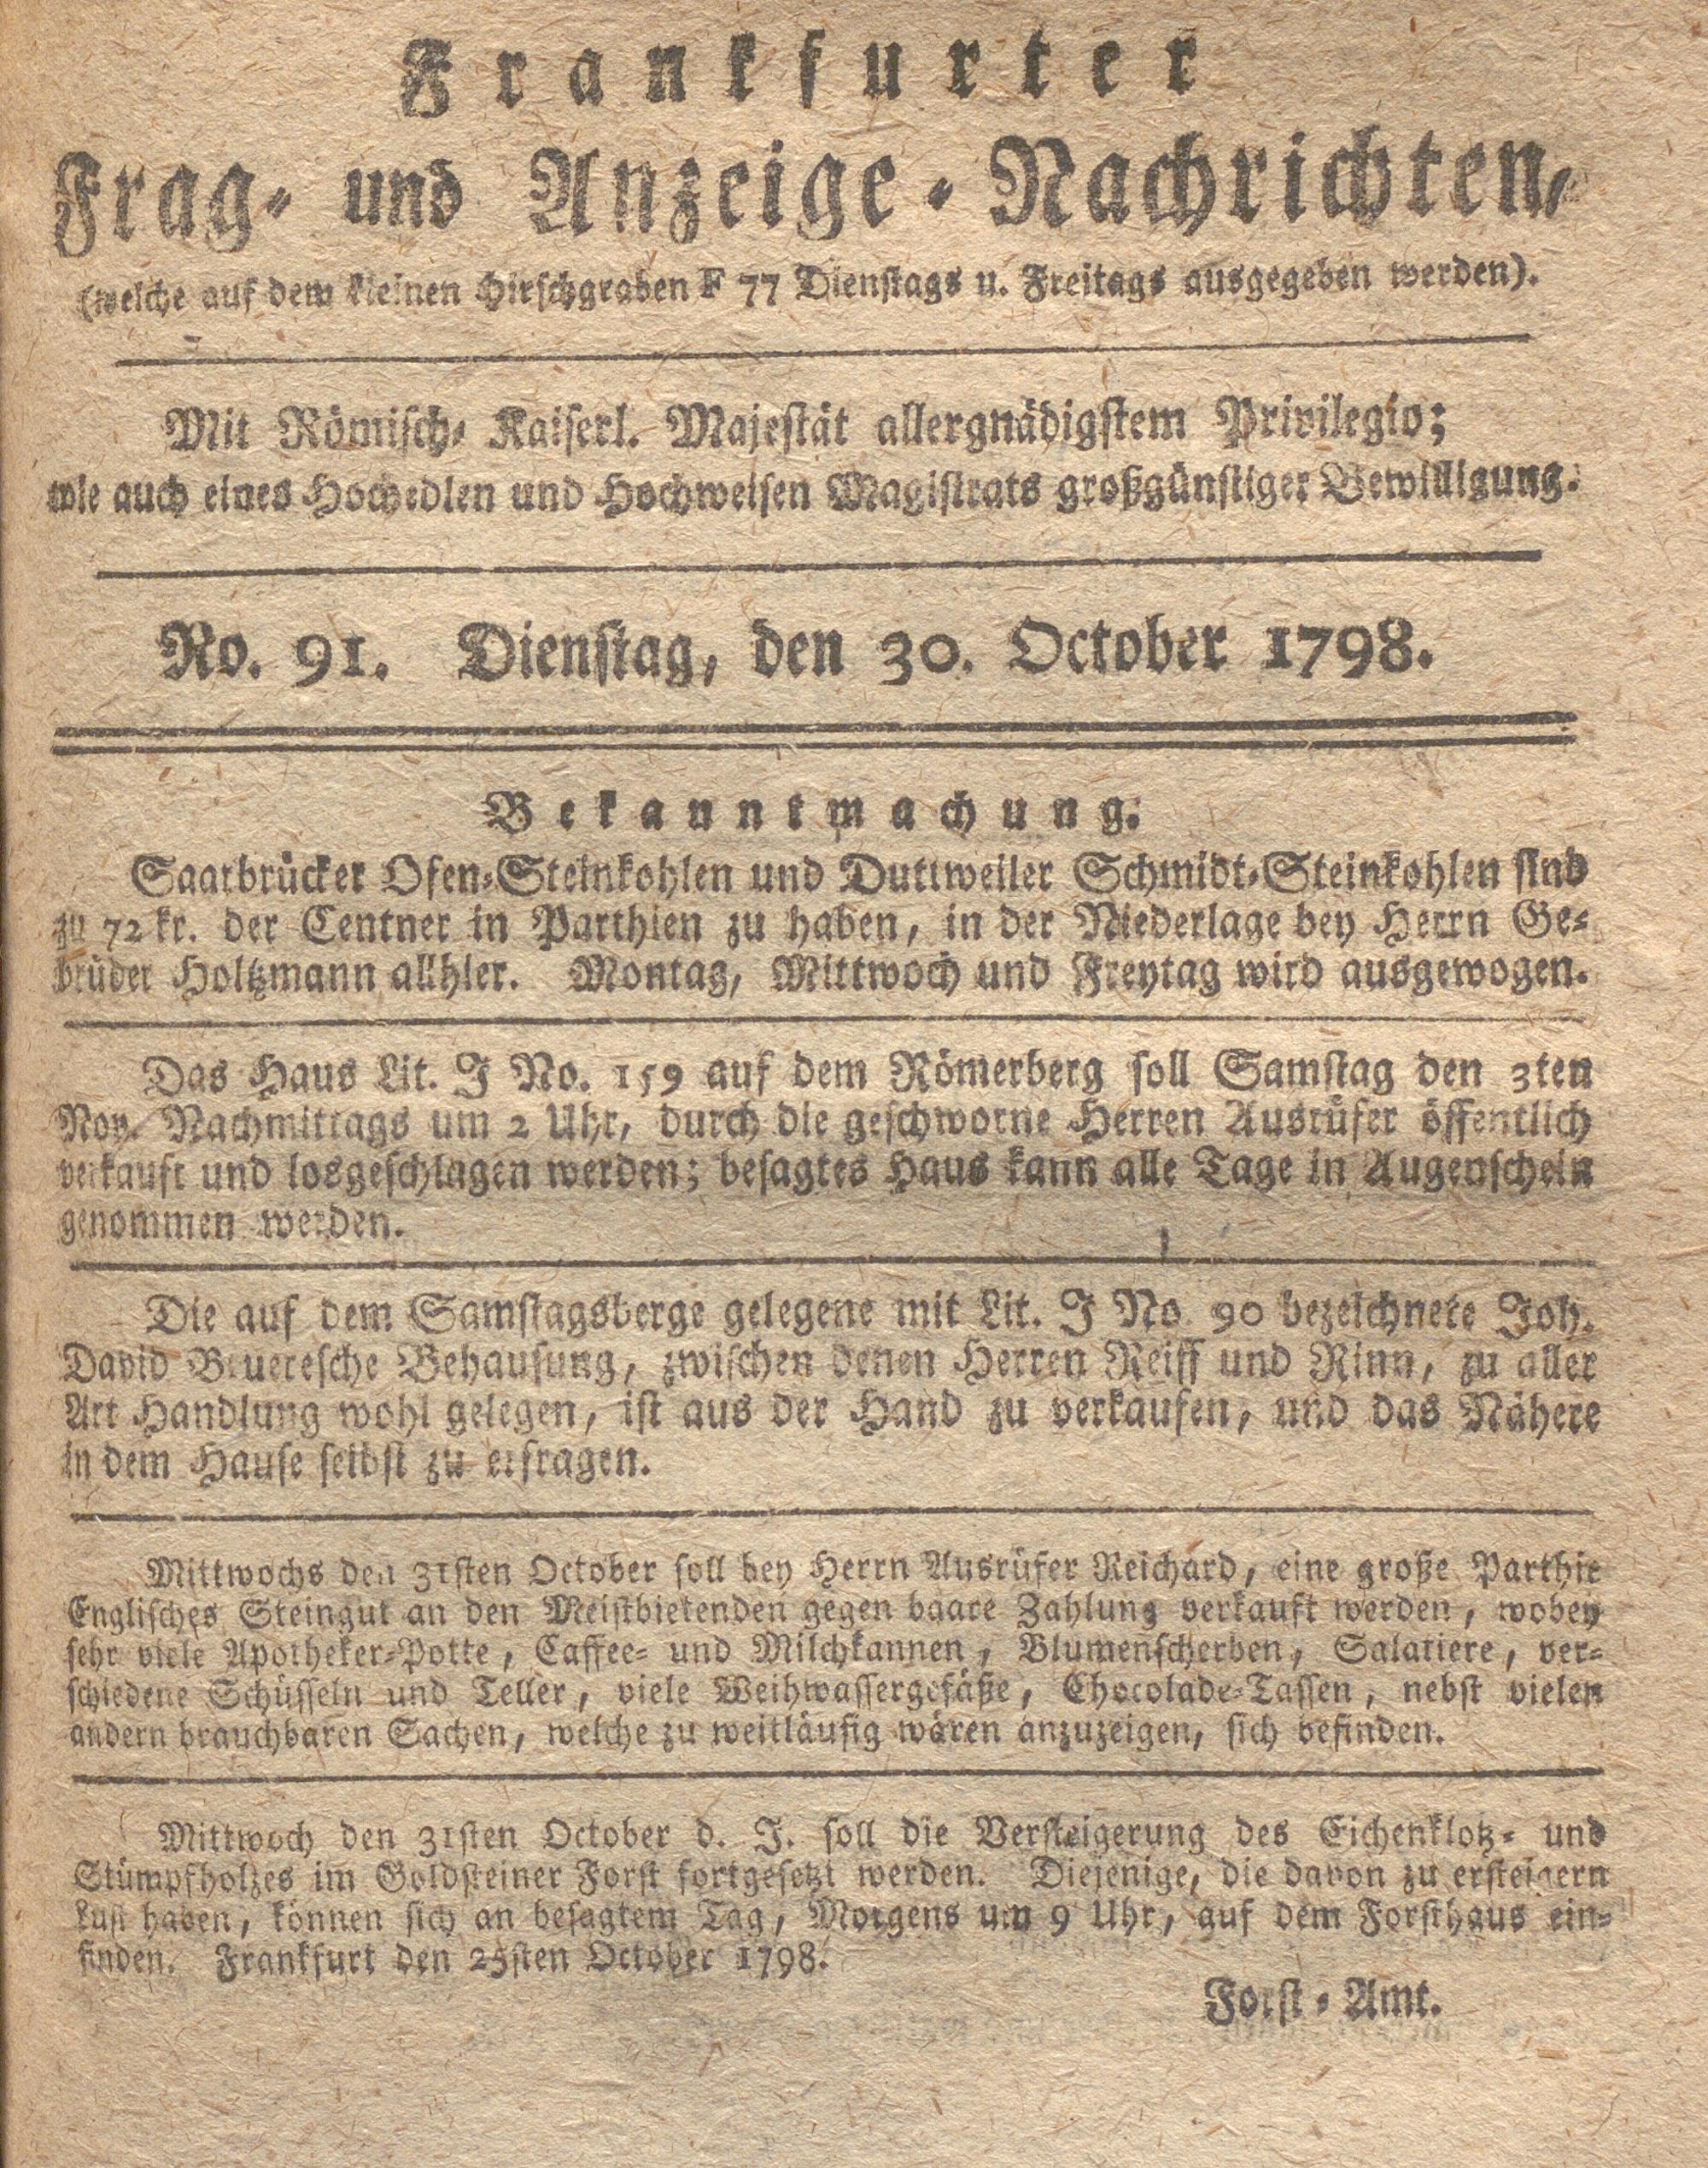 Frankfurter
Frag- und Anzeige-Nachrichten,
(welche auf dem kleinen Hirschgraben F 77 Dienstags u. Freitags ausgegeben werden).
Mit Römisch-Kaiserl. Majestät allergnädigstem Privilegio;
wie auch eines Hochedlen und Hochweisen Magistrats großgünstiger Bewilligung.
No. 91. Dienstag, den 30. October 1798.
Bekanntmachung.
Saarbrücker Ofen-Steinkohlen und Duttweiler Schmidt-Steinkohlen sind
zu 72 kr. der Centner in Parthien zu haben, in der Niederlage bey Herrn Ge-
brüder Holtzmann allhier. Montag, Mittwoch und Freytag wird ausgewogen.
Das Haus Lit. J No. 159 auf dem Römerberg soll Samstag den 3ten
Nov. Nachmittags um 2 Uhr, durch die geschworne Herren Ausrüfer öffentlich
verkauft und losgeschlagen werden; besagtes Haus kann alle Tage in Augenschein
genommen werden.
Die auf dem Samstagsberge gelegene mit Lit. J No. 90 bezeichnete Joh.
David Behausung, zwischen denen Herren Reiff und Rinn, zu aller
Art Handlung wohl gelegen, ist aus der Hand zu verkaufen, und das Nähere
in dem Hause selbst zu erfragen.
Mittwochs den 31sten October soll bey Herrn Ausrüfer Reichard, eine große Parthie
Englisches Steingut an den Meistbietenden gegen baare Zahlung verkauft werden, wobey
sehr viele Apotheker-Potte, Caffee- und Milchkannen, Blumenscherben, Salatiere, ver-
schiedene Schüsseln und Teller, viele Weihwassergefäße, Chocolade-Tassen, nebst vielen
andern brauchbaren Sachen, welche zu weitläufig wären anzuzeigen, sich befinden.
Mittwoch den 31sten October d. J. soll die Versteigerung des Eichenklotz- und
Stümpfholzes im Goldsteiner Forst fortgesetzt werden. Diejenige, die davon zu ersteigern
Lust haben, können sich an besagtem Tag, Morgens um 9 Uhr, auf dem Forsthaus ein-
finden. Frankfurt den 25sten October 1798.
Forst-Amt.